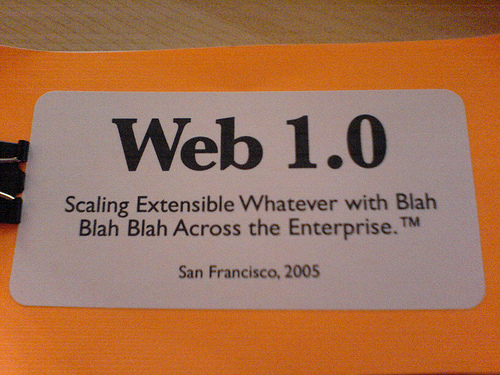 Web 1.0
Scaling Extensible Whatever with Blah
Blah Blah Across the Enterprise.™
San Francisco, 2005